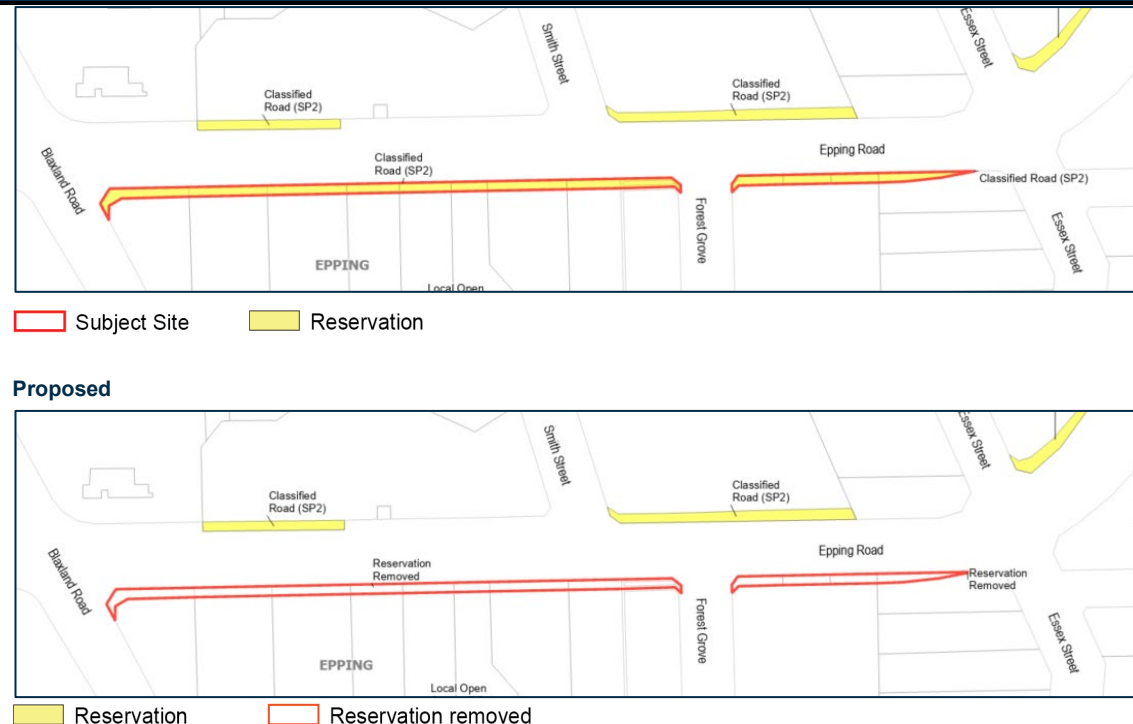 Essex Street
Smith Street
Classified
Road (SP2)
Classified
Road (SP2)
Epping Road
Blaxland Road
Classified
Road (SP2)
Classified Road (SP2)
Forest Grove
Essex Street
EPPING
Local Open
Subject Site
Reservation
Proposed
Essex Street
Smith Street
Classified
Road (SP2)
Classified
Road (SP2)
Epping Road
Blaxland Road
Reservation
Removed
Reservation
Removed
Forest Grove
Essex Street
EPPING
Local Open
Reservation
Reservation removed